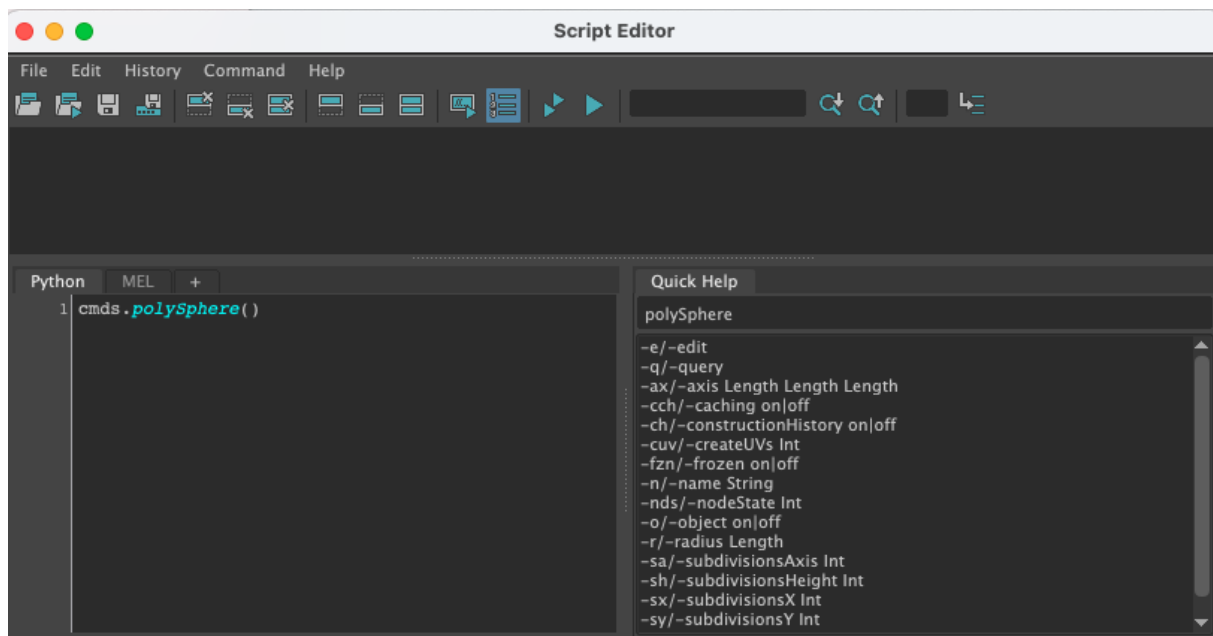 Script Editor
File Edit History Command Help
Python MEL +
1 cmds.polySphere()
Quick Help
polySphere
-e/-edit
-q/-query
-ax/-axis Length Length Length
-cch/-caching on|off
-ch/-constructionHistory on|off
-cuv/-createUVs Int
-fzn/-frozen on|off
-n/-name String
-nds/-nodeState Int
-o/-object on|off
-r/-radius Length
-sa/-subdivisionsAxis Int
-sh/-subdivisionsHeight Int
-sx/-subdivisionsX Int
-sy/-subdivisionsY Int